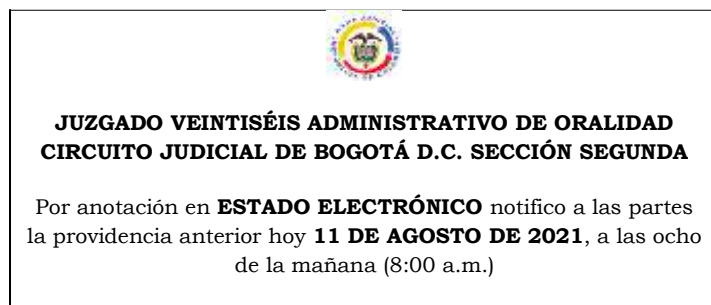 JUZGADO VEINTISÉIS ADMINISTRATIVO DE ORALIDAD
CIRCUITO JUDICIAL DE BOGOTÁ D.C. SECCIÓN SEGUNDA
Por anotación en ESTADO ELECTRÓNICO notifico a las partes
la providencia anterior hoy 11 DE AGOSTO DE 2021, a las ocho
de la mañana (8:00 a.m.)